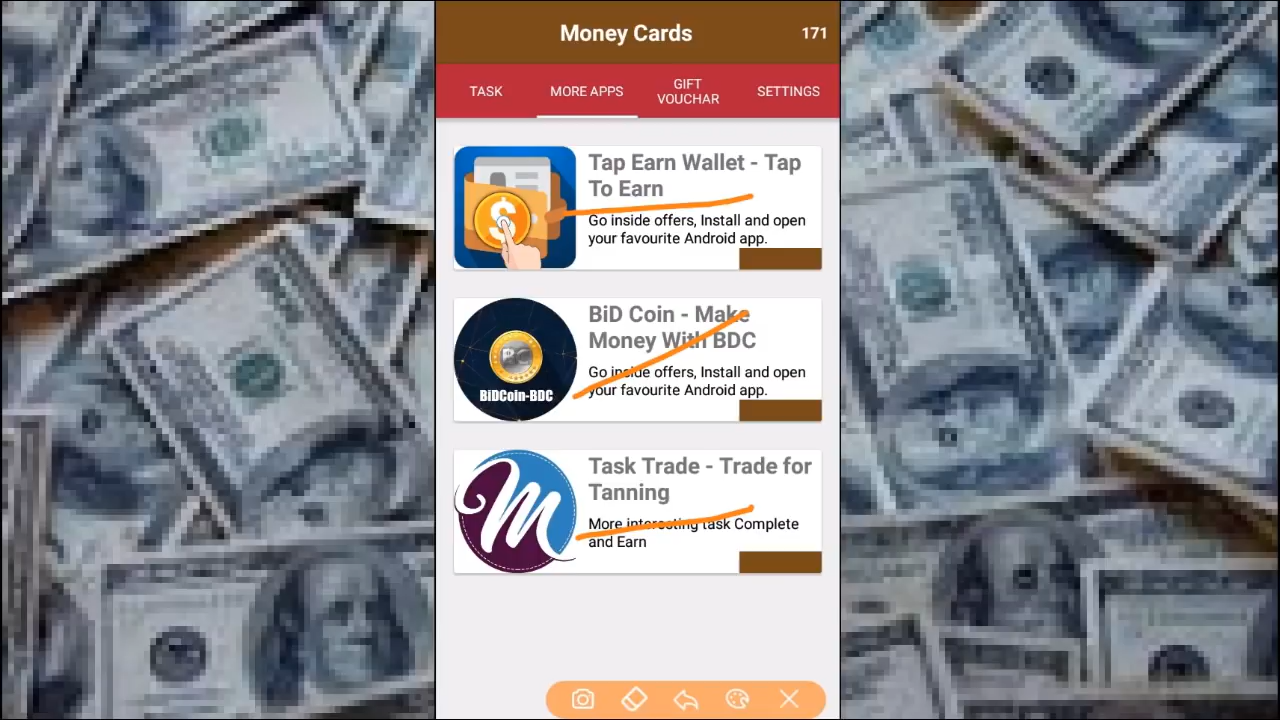 Money Cards
171
TASK
MORE APPS
GIFT
VOUCHAR
SETTINGS
Tap Earn Wallet - Tap
To Earn
Go inside offers, Install and open
your favourite Android app.
BiD Coin - Make
Money With BDC
Go inside offers, Install and open
your favourite Android app.
BiDCoin-BDC
Task Trade - Trade for
Tanning
More interesting task Complete
and Earn